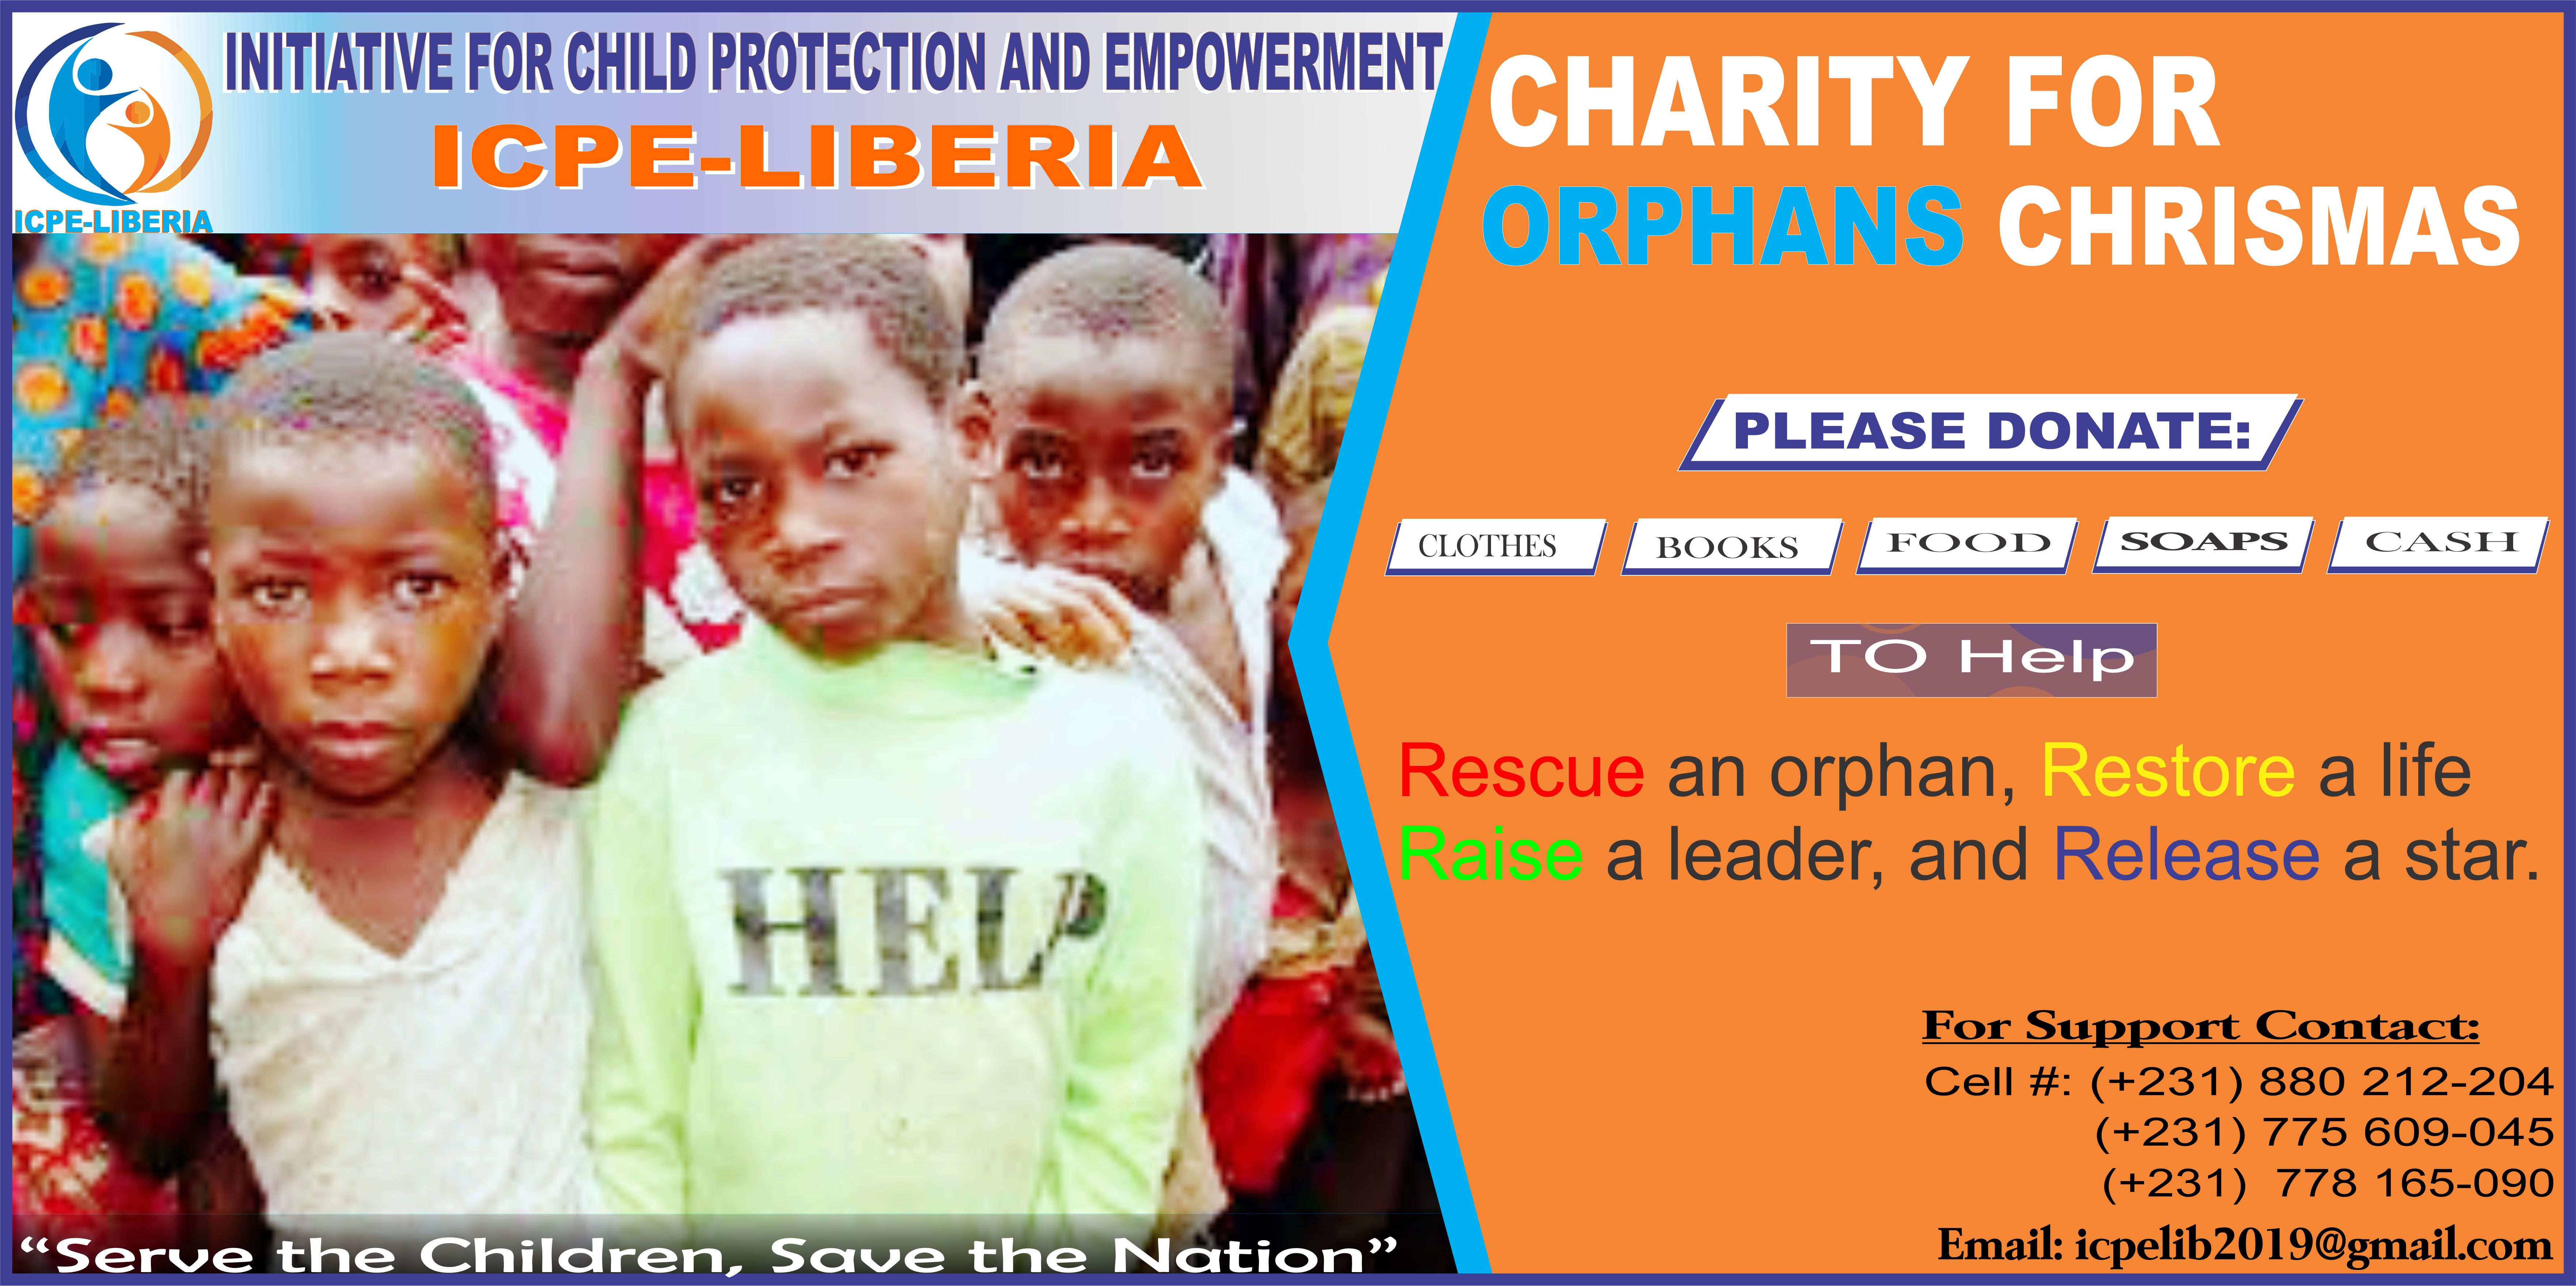 INITIATIVE FOR CHILD PROTECTION AND EMPOWERMENT
ICPE-LIBERIA
ICPE-LIBERIA
HELP
“Serve the Children, Save the Nation”
CHARITY FOR
ORPHANS CHRISMAS
PLEASE DONATE:
CLOTHES BOOKS FOOD SOAPS CASH
TO Help
Rescue an orphan, Restore a life
Raise a leader, and Release a star.
For Support Contact:
Cell #: (+231) 880 212-204
(+231) 775 609-045
(+231) 778 165-090
Email: icpelib2019@gmail.com